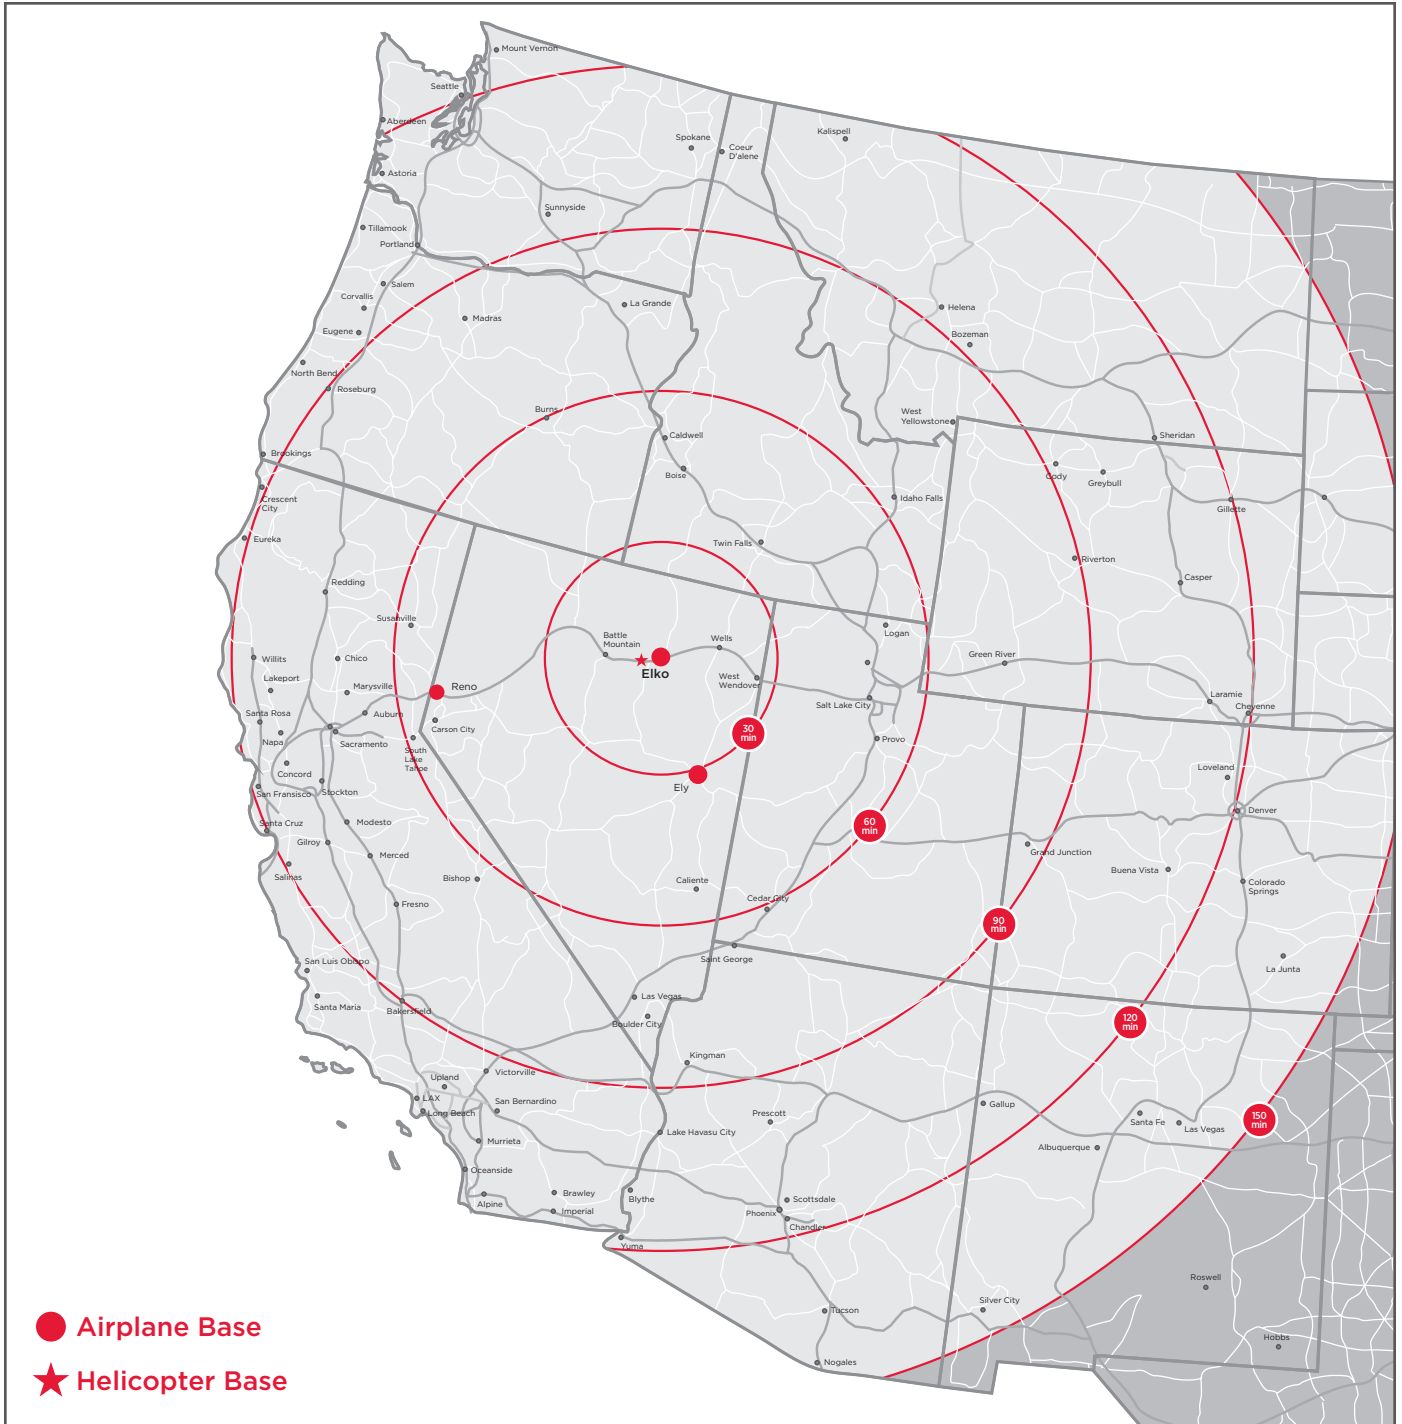 Mount Vernon
Seattle
Aberdeen
Spokane
Coeur
D'alene
Kalispell
Astoria
Sunnyside
Tillamook
Portland
Salem
Corvallis
La Grande
Helena
Madras
Eugene
Bozeman
North Bend
Roseburg
Burns
West
Yellowstone
Caldwell
Sheridan
Brookings
Boise
Cody
Greybull
Crescent
City
Idaho Falls
Gillette
Eureka
Twin Falls
Riverton
Redding
Casper
Susanville
Logan
Battle
Mountain
Wells
Green River
Willits
Chico
Elko
West
Wendover
Lakeport
Marysville
Reno
Salt Lake City
Laramie
Cheyenne
Santa Rosa
Auburn
Carson City
30
min
Napa
Sacramento
South
Lake
Tahoe
Provo
Concord
Ely
Loveland
San Fransisco
Stockton
Denver
Santa Cruz
Modesto
60
min
Gilroy
Merced
Grand Junction
Salinas
Bishop
Caliente
Buena Vista
Colorado
Springs
Fresno
Cedar City
90
min
San Luis Obispo
Saint George
La Junta
Santa Maria
Bakersfield
Las Vegas
Boulder City
120
min
Kingman
Upland
Victorville
LAX
San Bernardino
Long Beach
Prescott
Gallup
Santa Fe
Las Vegas
150
min
Murrieta
Lake Havasu City
Albuquerque
Oceanside
Alpine
Brawley
Imperial
Blythe
Scottsdale
Phoenix
Chandler
Yuma
Roswell
Tucson
Silver City
Hobbs
Nogales
Airplane Base
Helicopter Base